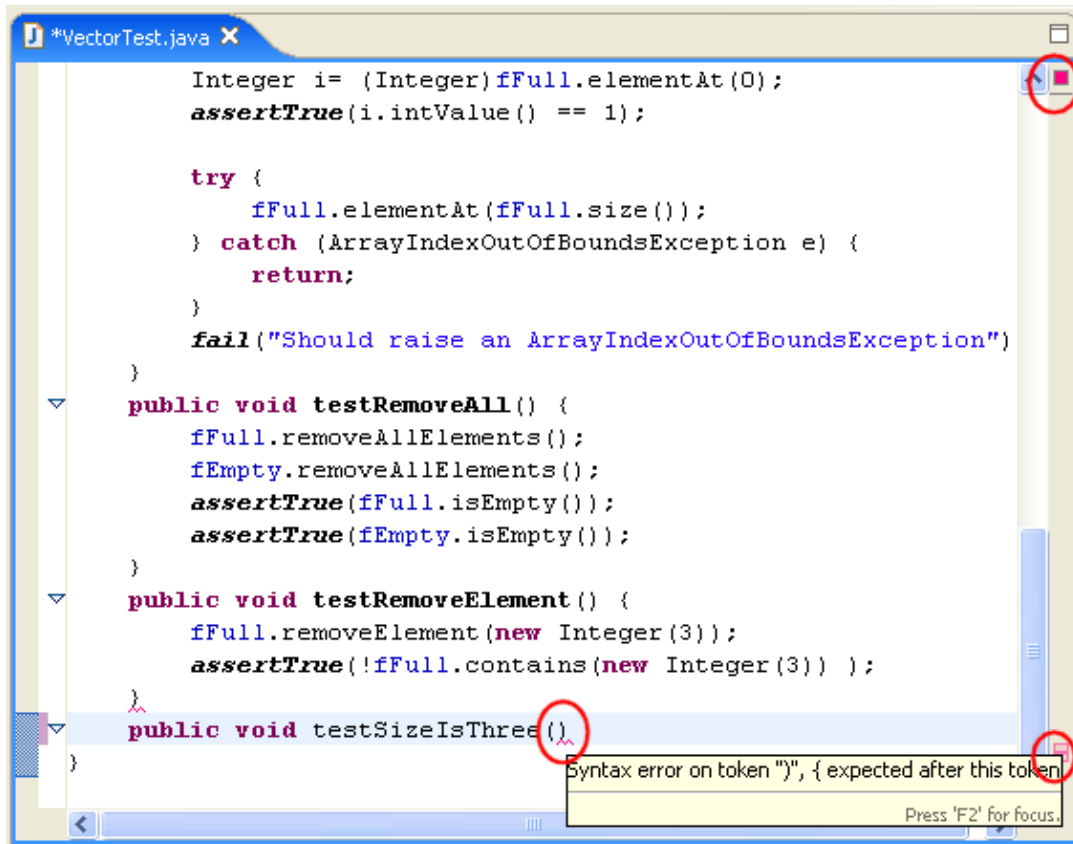 *VectorTest.java
Integer i= (Integer)fFull.elementAt(0);
assertTrue(i.intValue() == 1);
try {
fFull.elementAt(fFull.size());
} catch (ArrayIndexOutOfBoundsException e) {
return;
}
fail("Should raise an ArrayIndexOutOfBoundsException")
}
public void testRemoveAll() {
fFull.removeAllElements();
fEmpty.removeAllElements();
assertTrue(fFull.isEmpty());
assertTrue(fEmpty.isEmpty());
}
public void testRemoveElement() {
fFull.removeElement(new Integer(3));
assertTrue(!fFull.contains(new Integer(3)) );
}
public void testSizeIsThree()
}
Syntax error on token ")", { expected after this token
Press 'F2' for focus.